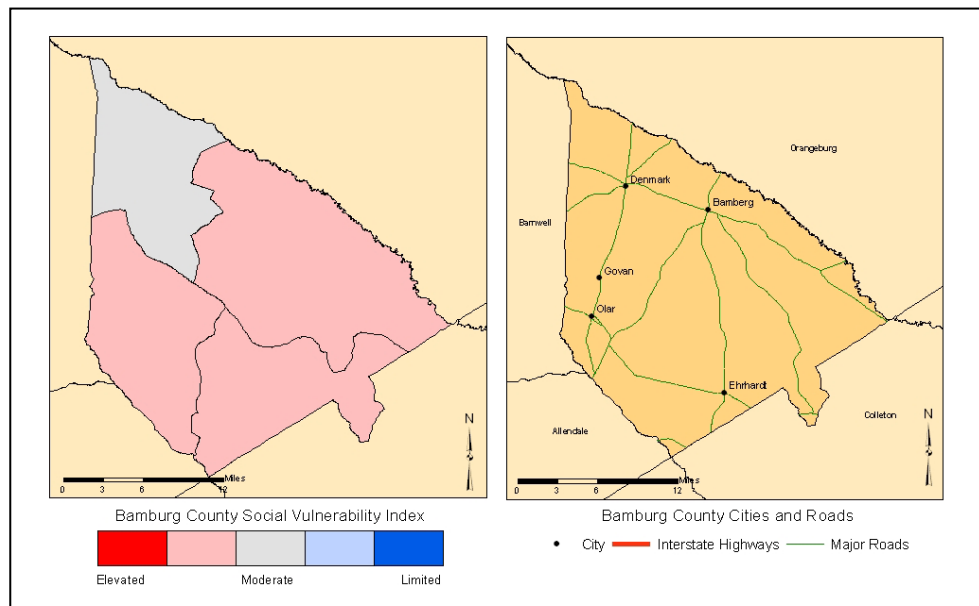 N
Miles
0 3 6 12
Bamburg County Social Vulnerability Index
Elevated Moderate Limited
Orangeburg
Denmark
Bamberg
Barnwell
Govan
Olar
Ehrhardt
Colleton
Allendale
N
Miles
0 3 6 12
Bamburg County Cities and Roads
City Interstate Highways Major Roads